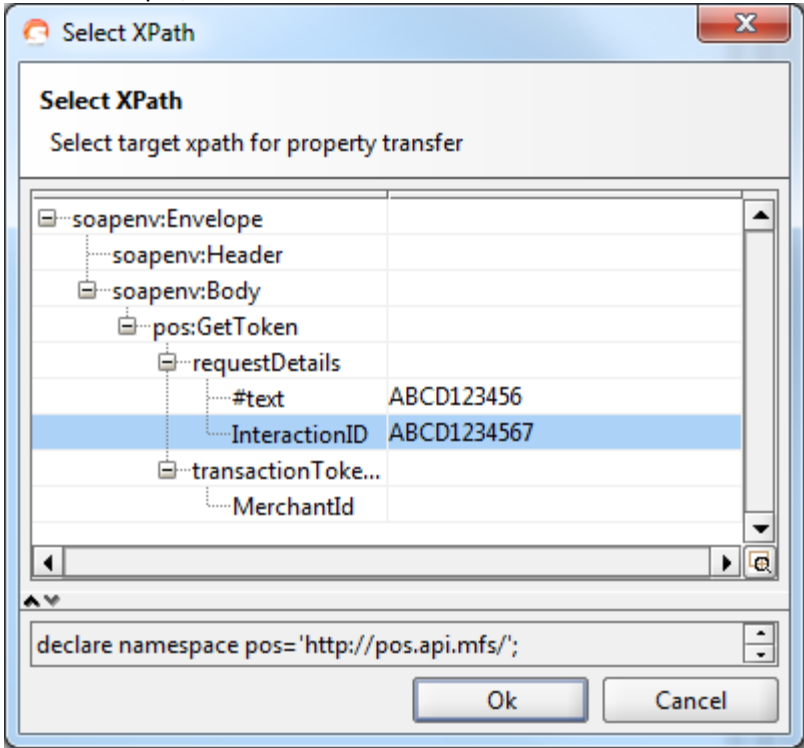 Select XPath
Select XPath
Select target xpath for property transfer
soapenv:Envelope
soapenv:Header
soapenv:Body
pos:GetToken
requestDetails
#text ABCD123456
InteractionID ABCD1234567
transactionToke...
MerchantId
declare namespace pos='http://pos.api.mfs/';
Ok Cancel